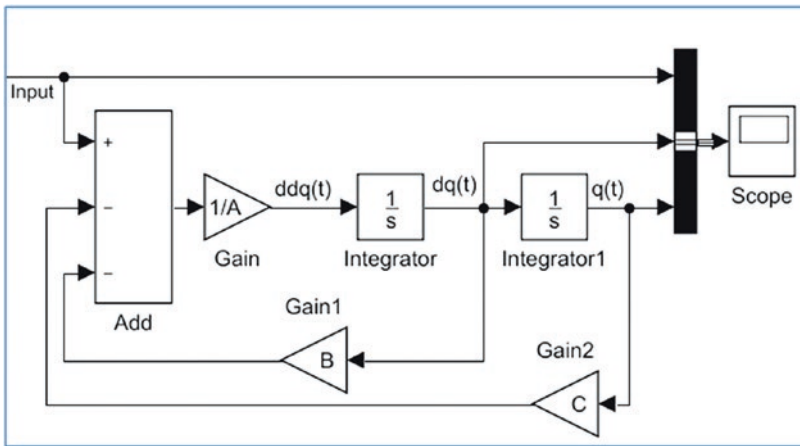 Input
+
−
−
Add
1/A
Gain
ddq(t)
1
s
Integrator
dq(t)
1
s
Integrator1
q(t)
Scope
Gain1
B
Gain2
C